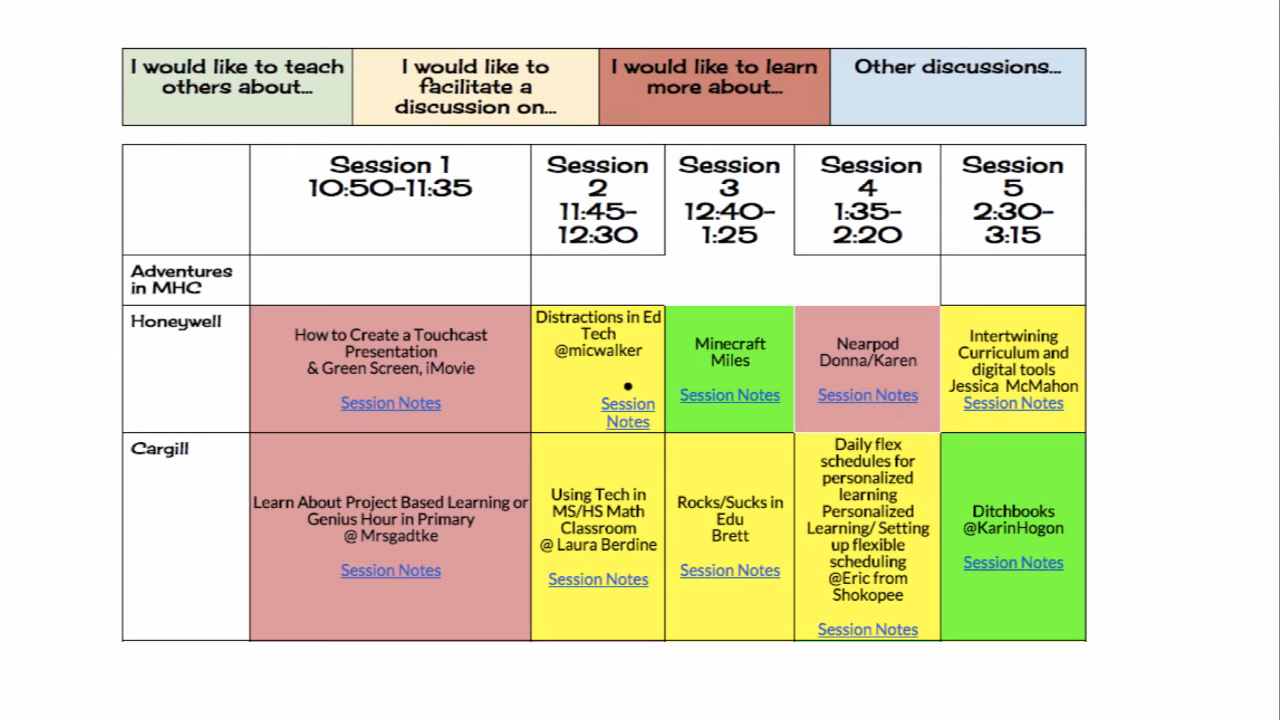 I would like to teach
others about...
I would like to
facilitate a
discussion on...
I would like to learn
more about...
Other discussions...
Session 1
10:50-11:35
Session
2
11:45-
12:30
Session
3
12:40-
1:25
Session
4
1:35-
2:20
Session
5
2:30-
3:15
Adventures
in MHC
Honeywell
How to Create a Touchcast
Presentation
& Green Screen, iMovie
Session Notes
Distractions in Ed
Tech
@micwalker
Session
Notes
Minecraft
Miles
Session Notes
Nearpod
Donna/Karen
Session Notes
Intertwining
Curriculum and
digital tools
Jessica McMahon
Session Notes
Cargill
Learn About Project Based Learning or
Genius Hour in Primary
@ Mrsgadtke
Session Notes
Using Tech in
MS/HS Math
Classroom
@ Laura Berdine
Session Notes
Rocks/Sucks in
Edu
Brett
Session Notes
Daily flex
schedules for
personalized
learning
Personalized
Learning/ Setting
up flexible
scheduling
@Eric from
Shokopee
Session Notes
Ditchbooks
@KarinHogon
Session Notes